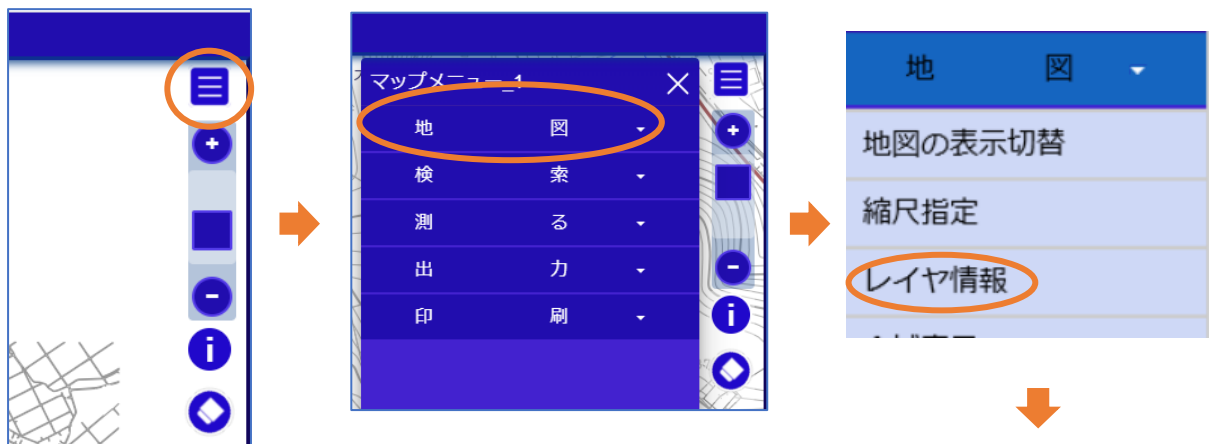 マップメニュー_1
地 図
検 索
測 る
出 力
印 刷
i
地 図
地図の表示切替
縮尺指定
レイヤ情報